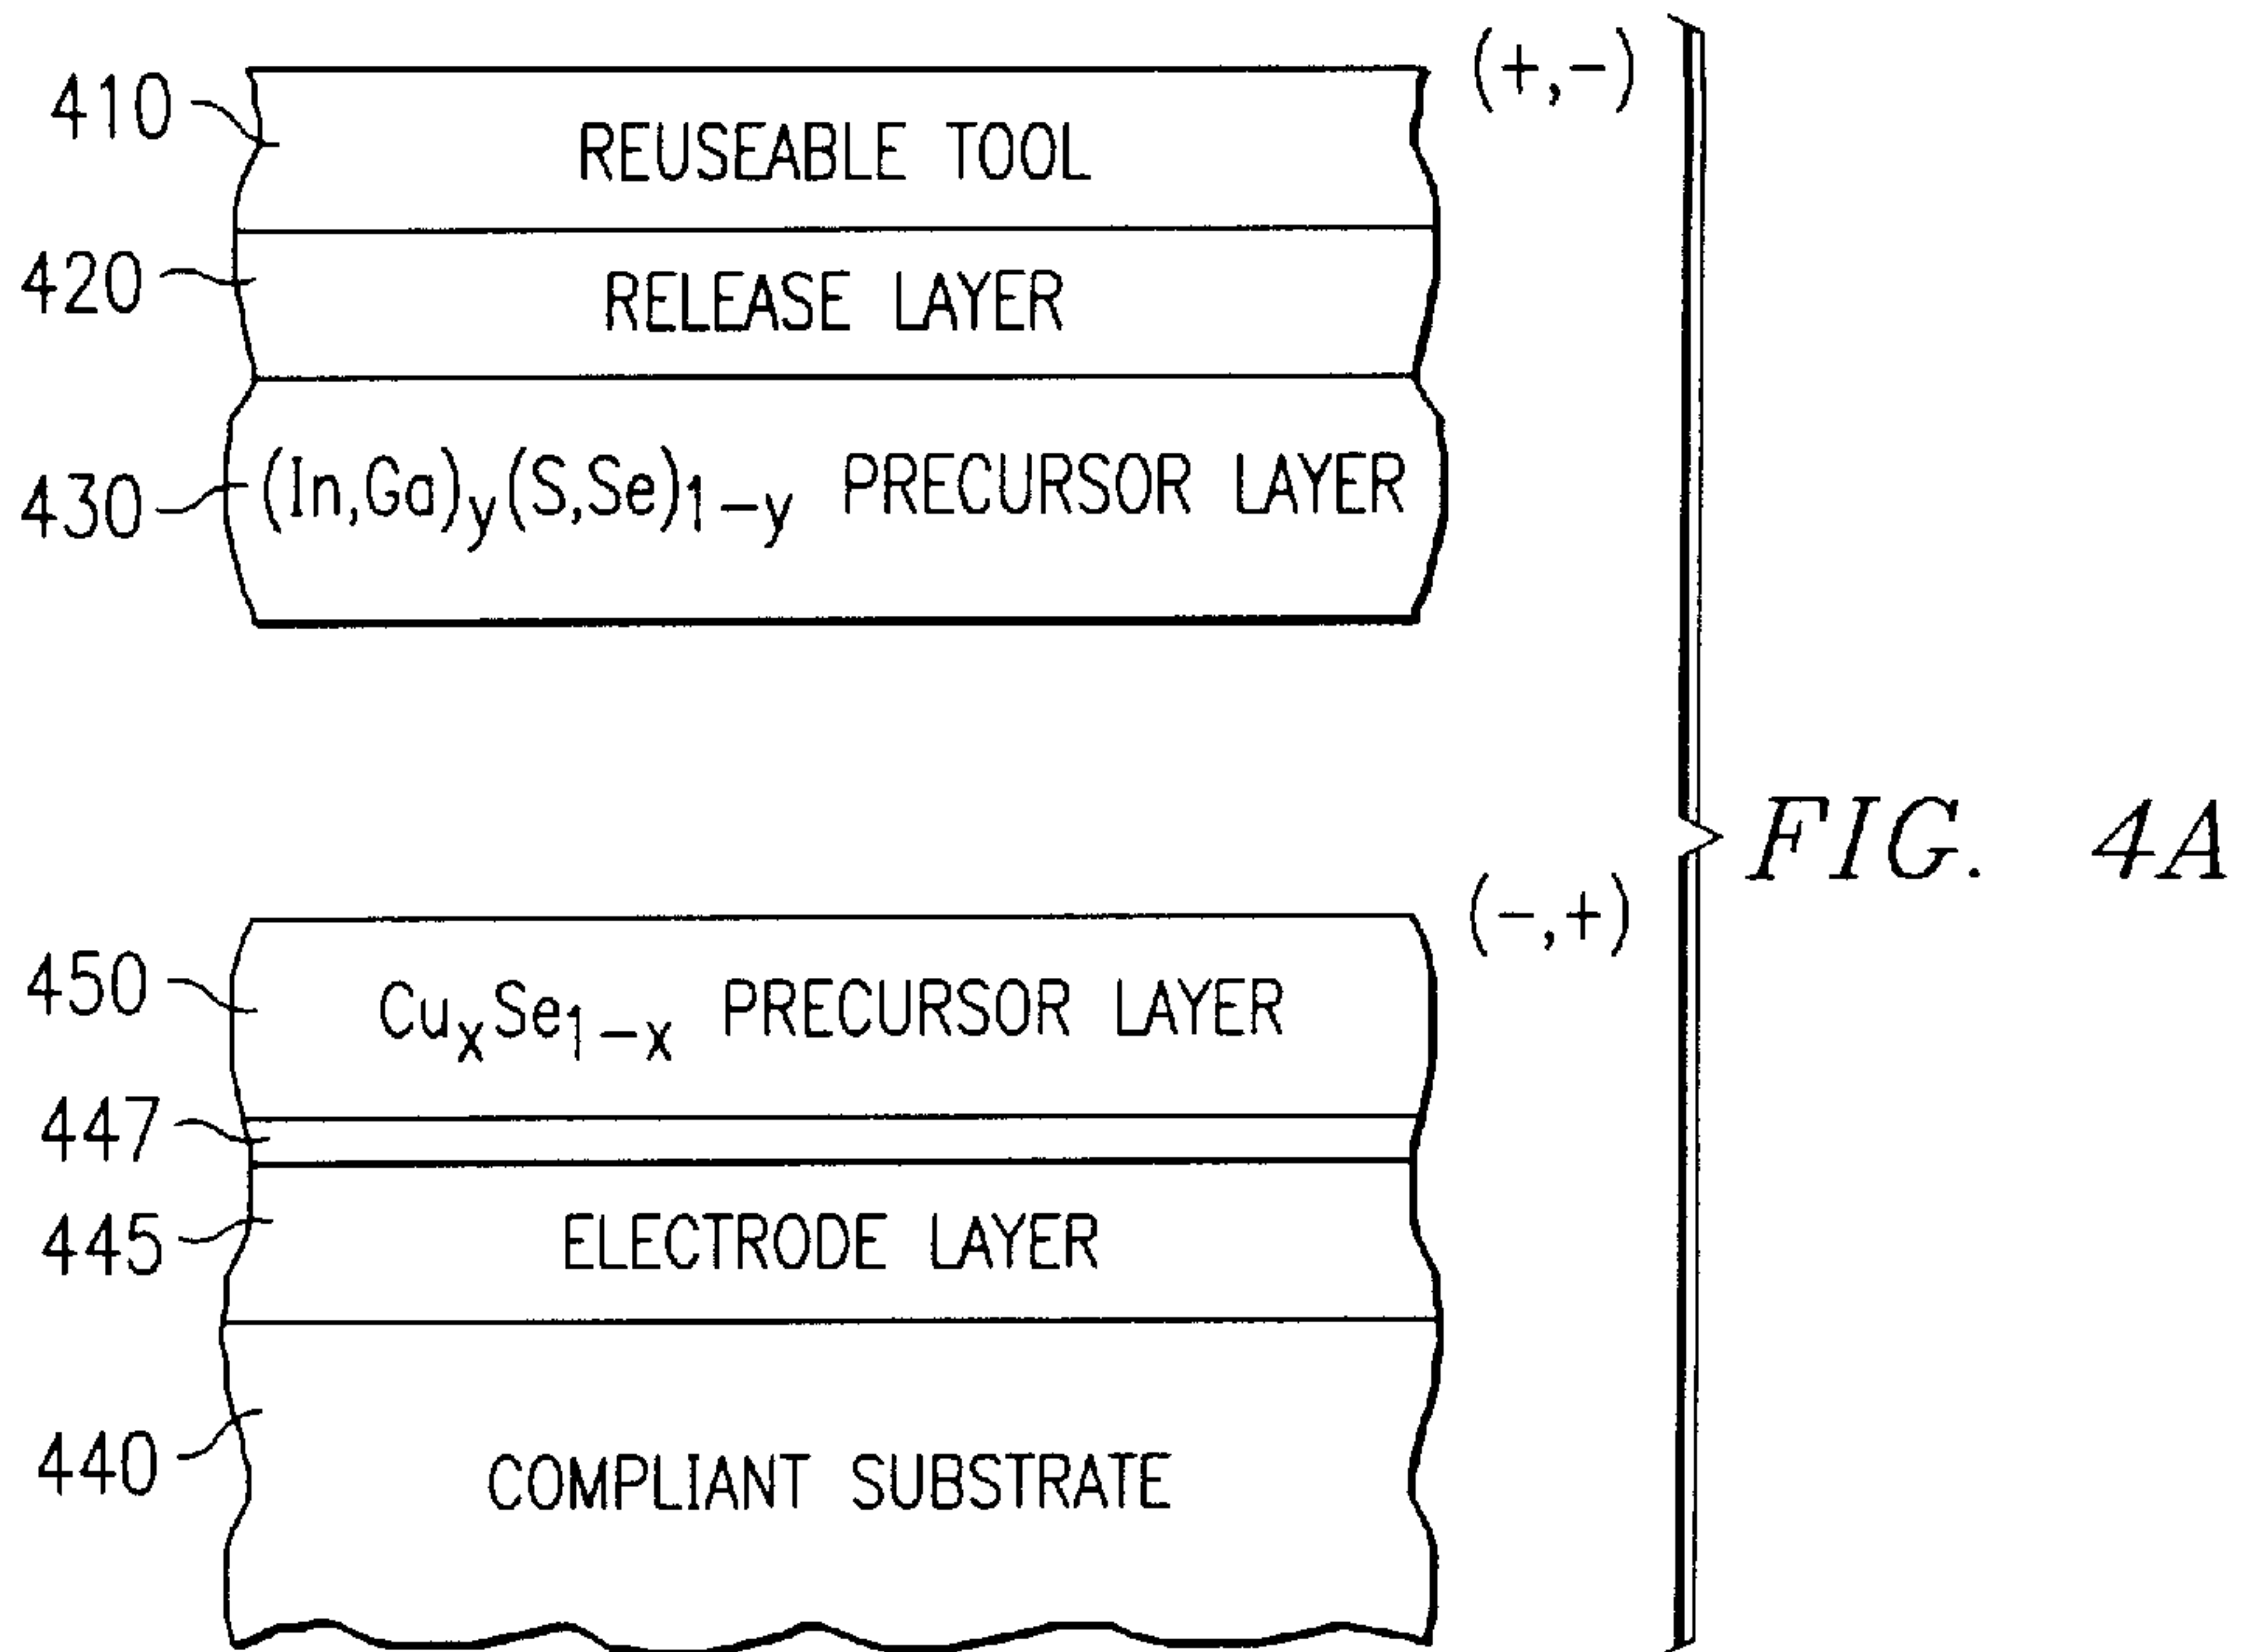 (+,-)
410 REUSEABLE TOOL
420 RELEASE LAYER
430 (In,Ga)y(S,Se)1-y PRECURSOR LAYER
FIG. 4A
(-,+)
450 CuxSe1-x PRECURSOR LAYER
447
445 ELECTRODE LAYER
440 COMPLIANT SUBSTRATE